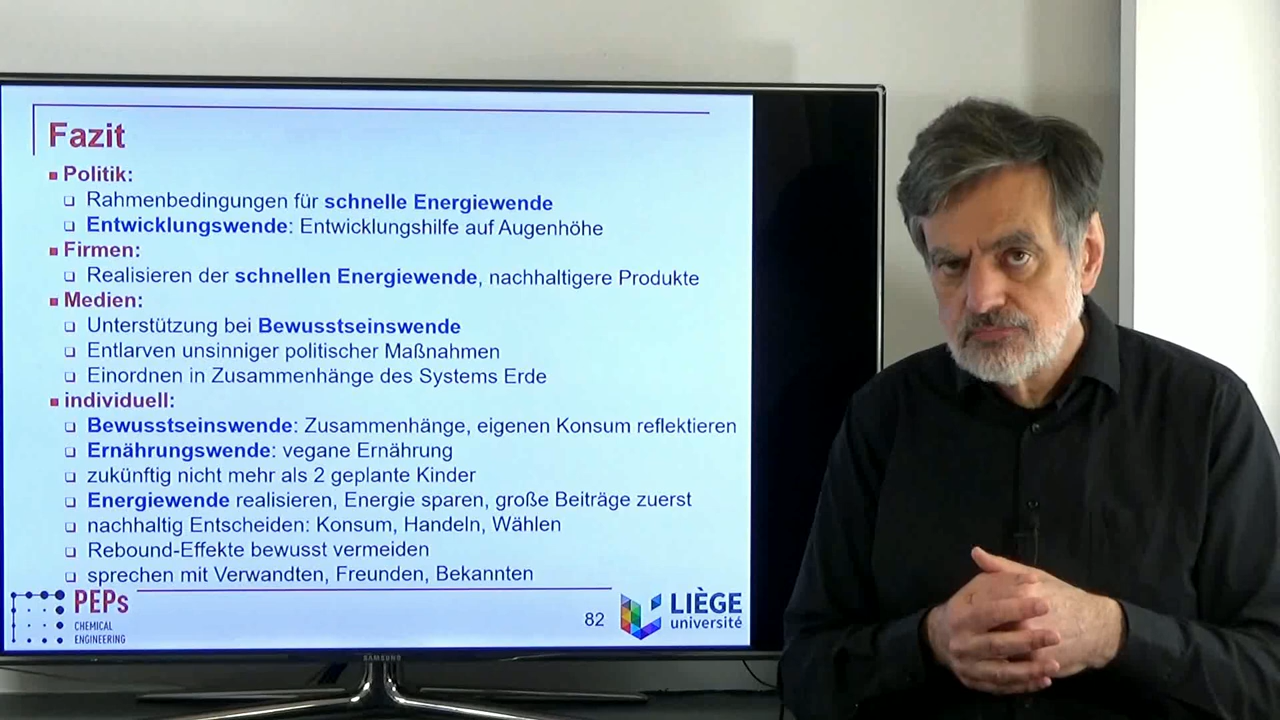 Fazit
Politik:
Rahmenbedingungen für schnelle Energiewende
Entwicklungswende: Entwicklungshilfe auf Augenhöhe
Firmen:
Realisieren der schnellen Energiewende, nachhaltigere Produkte
Medien:
Unterstützung bei Bewusstseinswende
Entlarven unsinniger politischer Maßnahmen
Einordnen in Zusammenhänge des Systems Erde
individuell:
Bewusstseinswende: Zusammenhänge, eigenen Konsum reflektieren
Ernährungswende: vegane Ernährung
zukünftig nicht mehr als 2 geplante Kinder
Energiewende realisieren, Energie sparen, große Beiträge zuerst
nachhaltig Entscheiden: Konsum, Handeln, Wählen
Rebound-Effekte bewusst vermeiden
sprechen mit Verwandten, Freunden, Bekannten
PEPs
CHEMICAL
ENGINEERING
82
LIÈGE
université
SAMSUNG